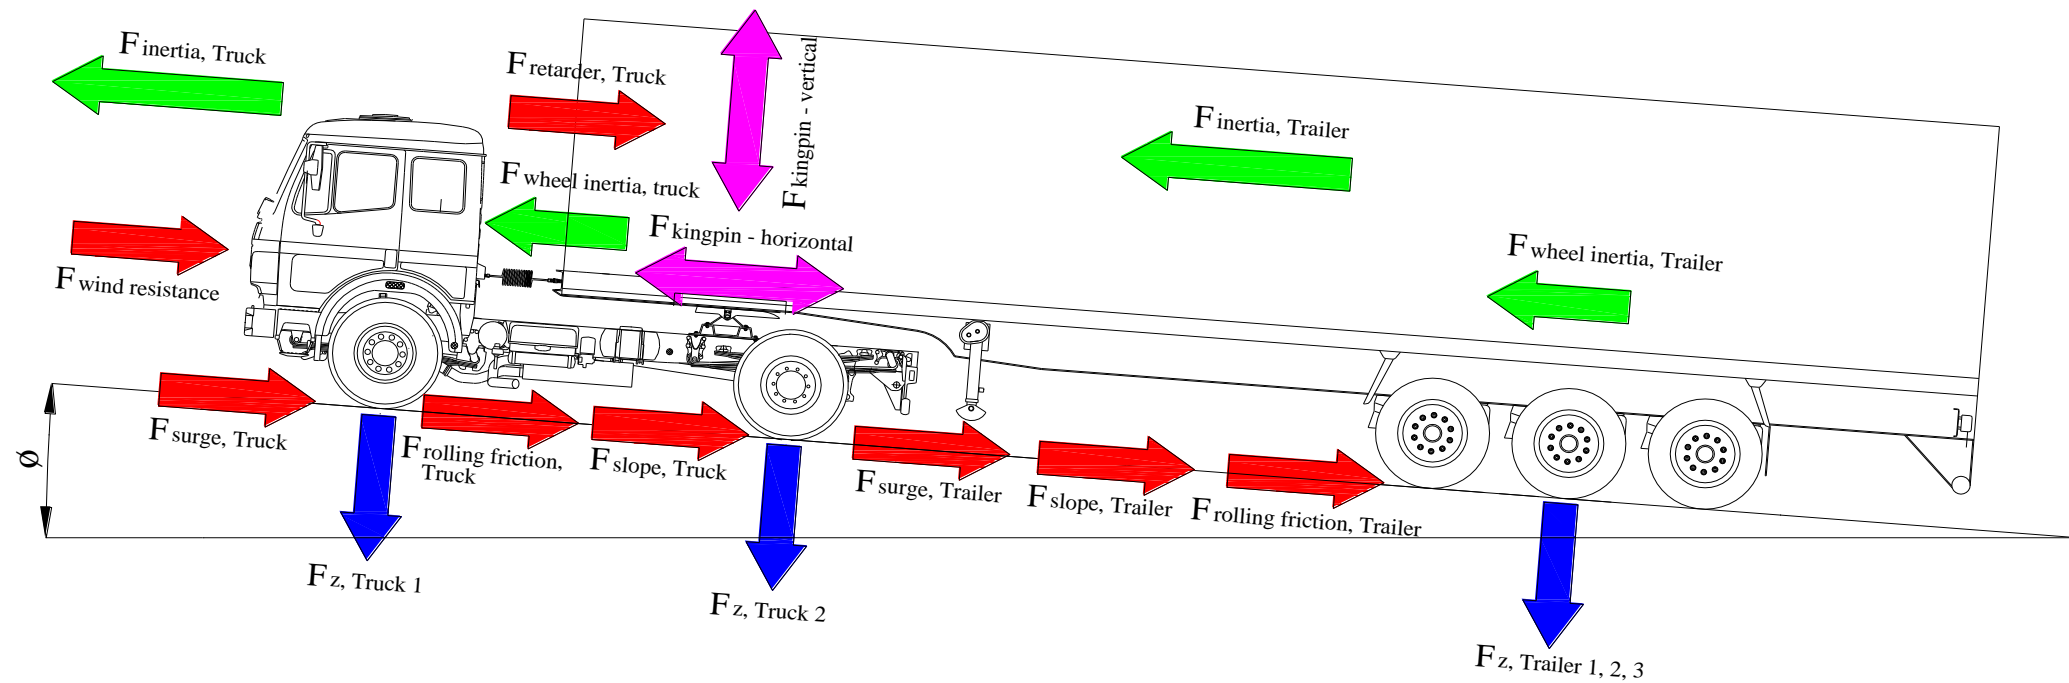 F inertia, Truck
F retarder, Truck
F kingpin - vertical
F inertia, Trailer
F wheel inertia, truck
F kingpin - horizontal
F wheel inertia, Trailer
F wind resistance
F surge, Truck
F rolling friction,
Truck
F slope, Truck
F surge, Trailer
F slope, Trailer
F rolling friction, Trailer
ø
F z, Truck 1
F z, Truck 2
F z, Trailer 1, 2, 3